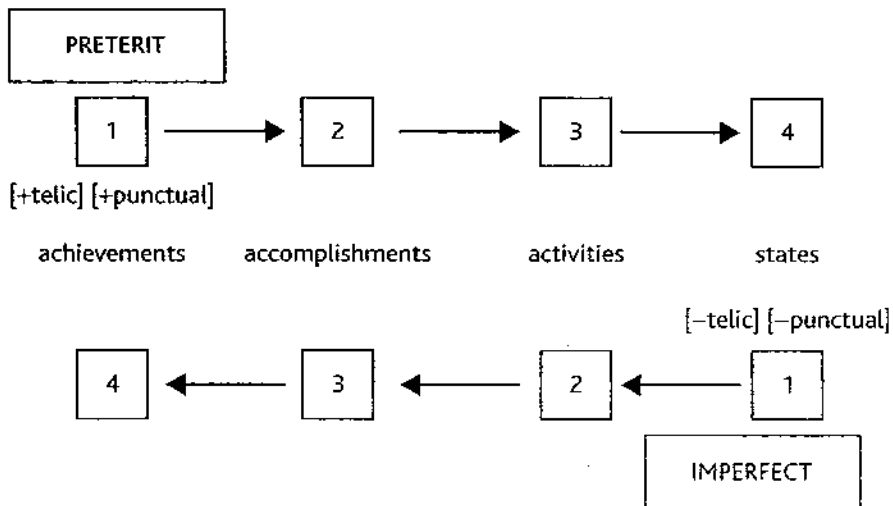 PRETERIT
1 2 3 4
[+telic] [+punctual]
achievements accomplishments activities states
[−telic] [−punctual]
4 3 2 1
IMPERFECT